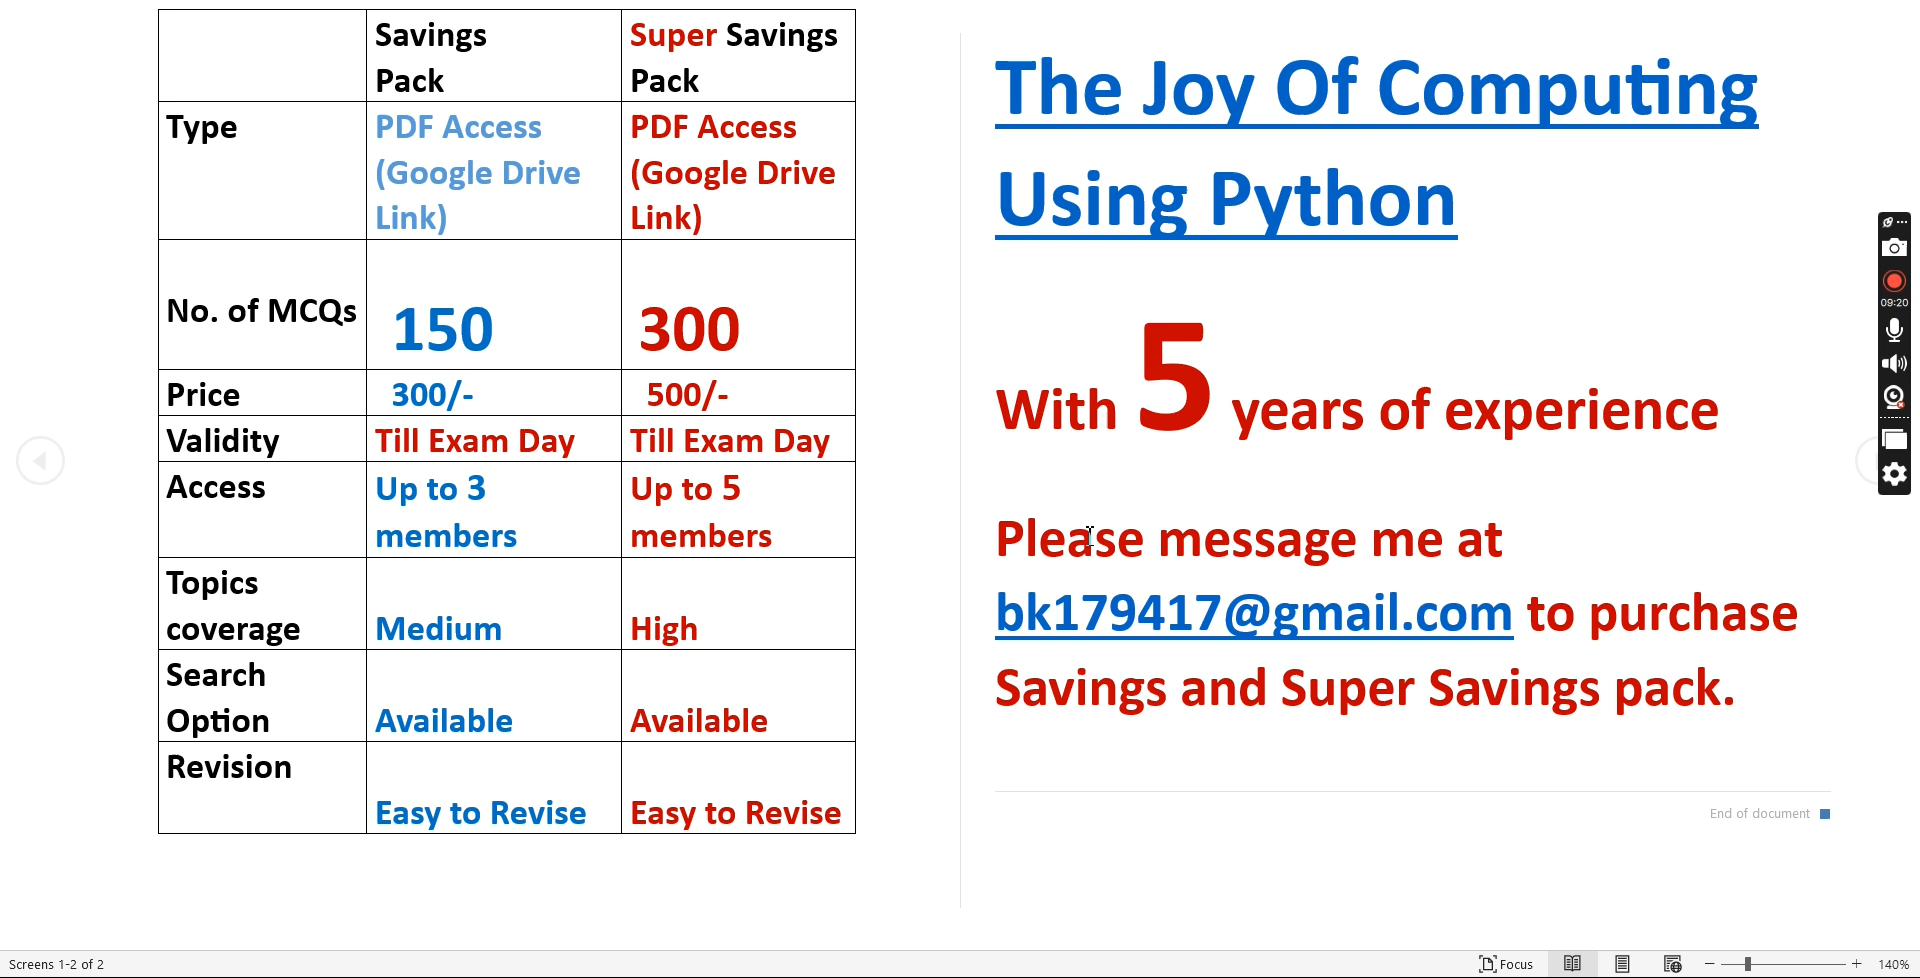 Savings Super Savings
Pack Pack
Type PDF Access PDF Access
(Google Drive (Google Drive
Link) Link)
No. of MCQs 150 300
Price 300/- 500/-
Validity Till Exam Day Till Exam Day
Access Up to 3 Up to 5
members members
Topics
coverage Medium High
Search
Option Available Available
Revision
Easy to Revise Easy to Revise
The Joy Of Computing
Using Python
With 5 years of experience
Please message me at
bk179417@gmail.com to purchase
Savings and Super Savings pack.
End of document
09:20
Screens 1-2 of 2 Focus 140%